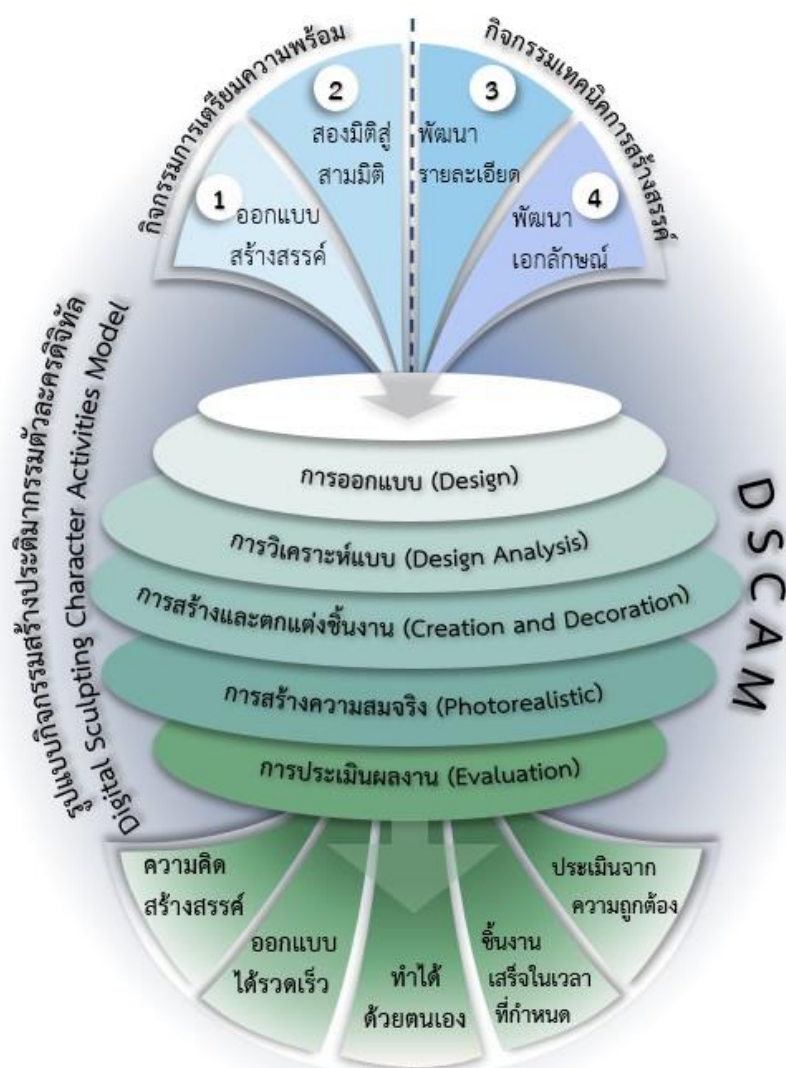 กิจกรรมการเตรียมความพร้อม
กิจกรรมเทคนิคการสร้างสรรค์
1
ออกแบบ
สร้างสรรค์
2
สองมิติสู่
สามมิติ
3
พัฒนา
รายละเอียด
4
พัฒนา
เอกลักษณ์
รูปแบบกิจกรรมสร้างประติมากรรมตัวละครดิจิทัล
Digital Sculpting Character Activities Model
DSCAM
การออกแบบ (Design)
การวิเคราะห์แบบ (Design Analysis)
การสร้างและตกแต่งชิ้นงาน (Creation and Decoration)
การสร้างความสมจริง (Photorealistic)
การประเมินผลงาน (Evaluation)
ความคิด
สร้างสรรค์
ออกแบบ
ได้รวดเร็ว
ทำได้
ด้วยตนเอง
ชิ้นงาน
เสร็จในเวลา
ที่กำหนด
ประเมินจาก
ความถูกต้อง